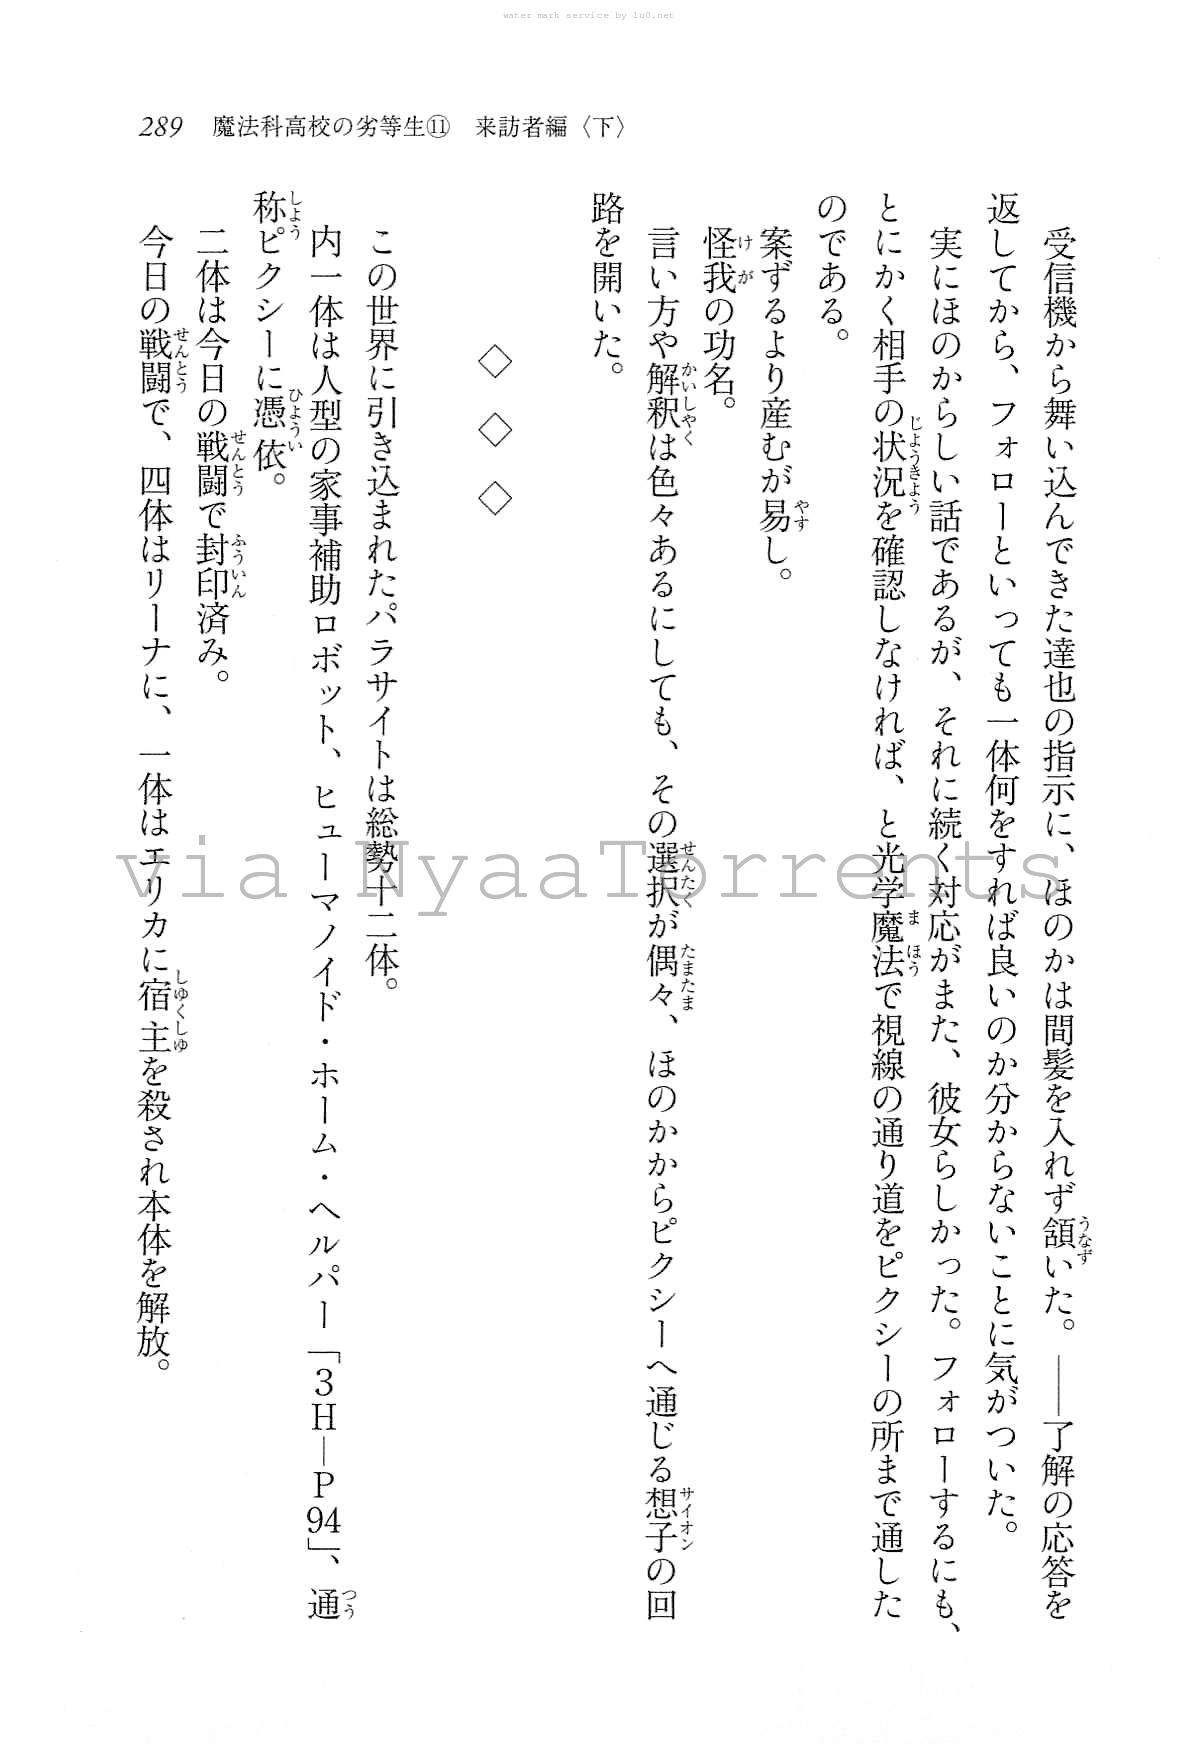 water mark service by lu0.net
289 魔法科高校の劣等生⑪ 来訪者編〈下〉
受信機から舞い込んできた達也の指示に、ほのかは間髪を入れず頷いた。――了解の応答を
返してから、フォローといっても一体何をすれば良いのか分からないことに気がついた。
実にほのからしい話であるが、それに続く対応がまた、彼女らしかった。フォローするにも、
とにかく相手の状況を確認しなければ、と光学魔法で視線の通り道をピクシーの所まで通した
のである。
案ずるより産むが易し。
怪我の功名。
言い方や解釈は色々あるにしても、その選択が偶々、ほのかからピクシーへ通じる想子の回
路を開いた。
◇ ◇ ◇
この世界に引き込まれたパラサイトは総勢十二体。
内一体は人型の家事補助ロボット、ヒューマノイド・ホーム・ヘルパー「3H―P94」、通
称ピクシーに憑依。
二体は今日の戦闘で封印済み。
今日の戦闘で、四体はリーナに、一体はエリカに宿主を殺され本体を解放。
via NyaaTorrents